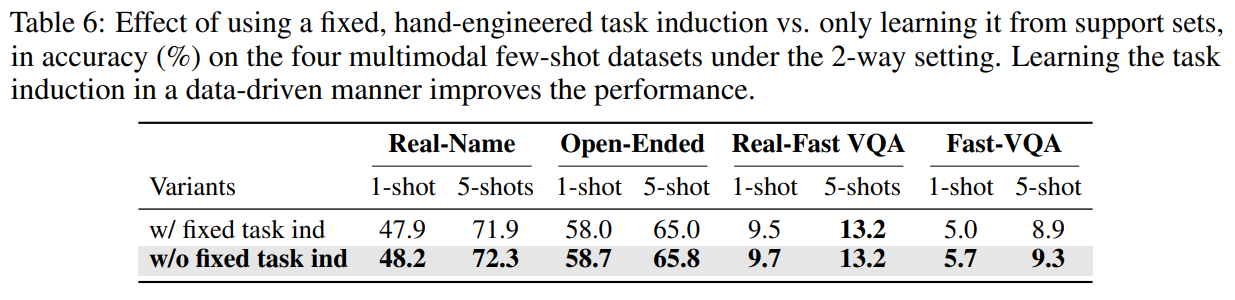 Table 6: Effect of using a fixed, hand-engineered task induction vs. only learning it from support sets,
in accuracy (%) on the four multimodal few-shot datasets under the 2-way setting. Learning the task
induction in a data-driven manner improves the performance.
Real-Name Open-Ended Real-Fast VQA Fast-VQA
Variants 1-shot 5-shots 1-shot 5-shot 1-shot 5-shots 1-shot 5-shot
w/ fixed task ind 47.9 71.9 58.0 65.0 9.5 13.2 5.0 8.9
w/o fixed task ind 48.2 72.3 58.7 65.8 9.7 13.2 5.7 9.3